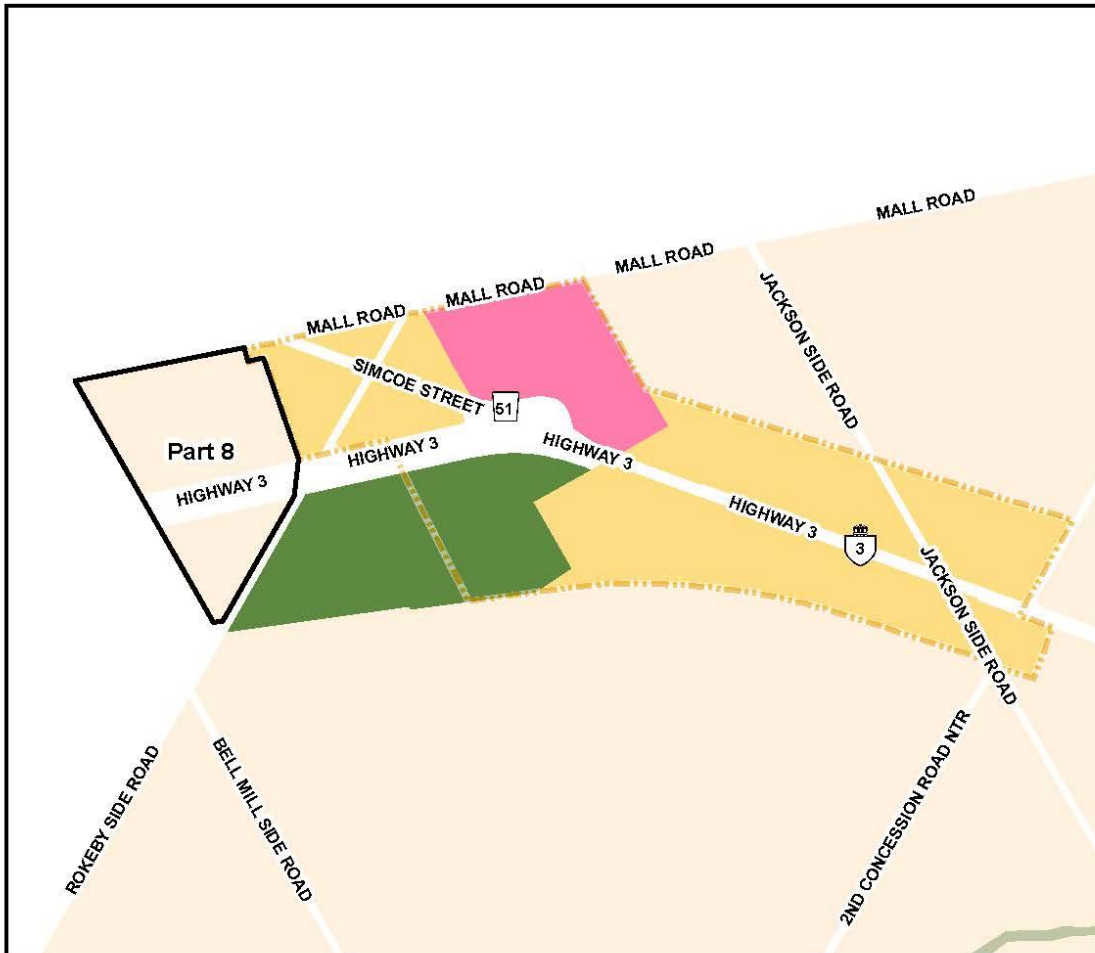 MALL ROAD
MALL ROAD
MALL ROAD
MALL ROAD
JACKSON SIDE ROAD
SIMCOE STREET
51
Part 8
HIGHWAY 3
HIGHWAY 3
HIGHWAY 3
HIGHWAY 3
3
JACKSON SIDE ROAD
ROKEBY SIDE ROAD
BELL MILL SIDE ROAD
2ND CONCESSION ROAD NTR